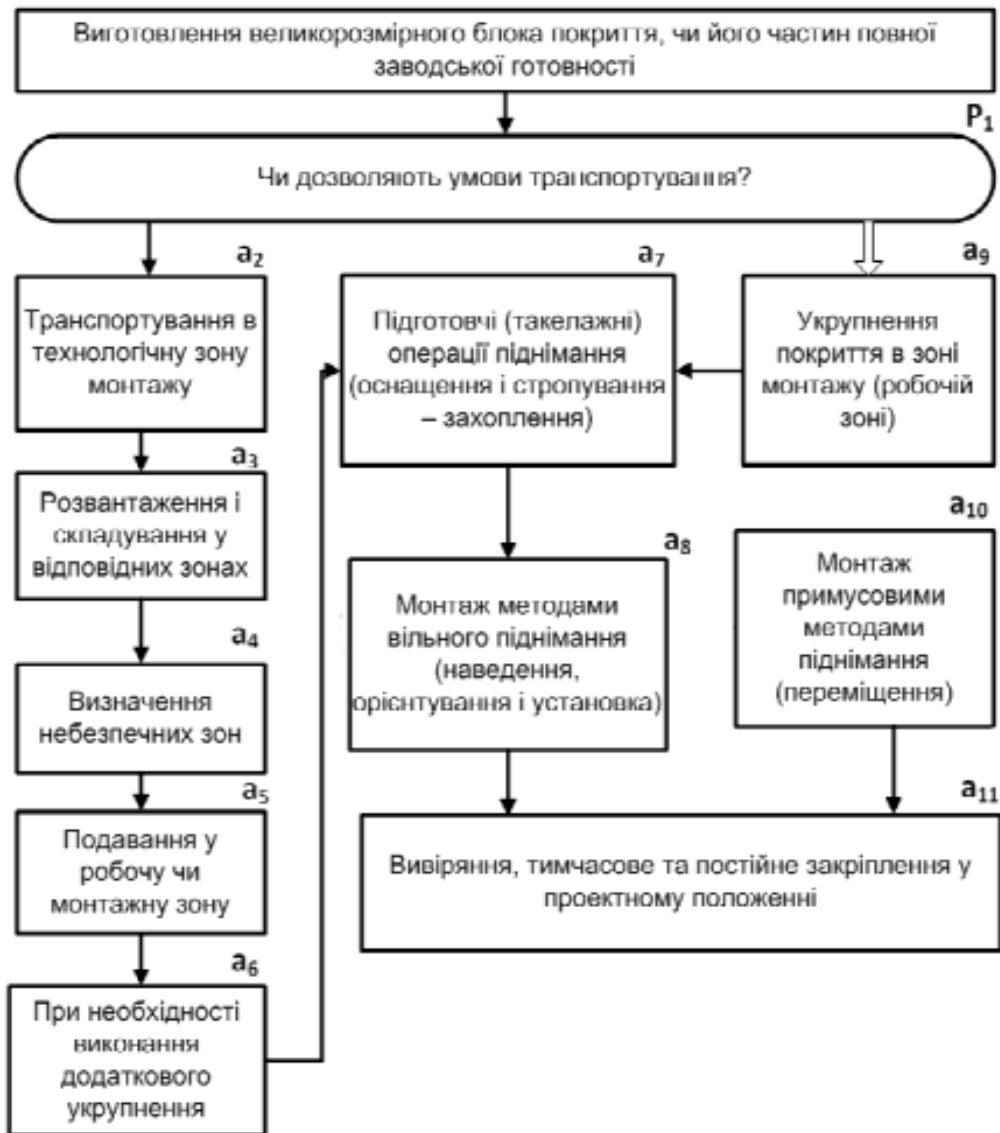 Виготовлення великорозмірного блока покриття, чи його частин повної
заводської готовності
P1
Чи дозволяють умови транспортування?
a2
Транспортування в
технологічну зону
монтажу
a3
Розвантаження і
складування у
відповідних зонах
a4
Визначення
небезпечних зон
a5
Подавання у
робочу чи
монтажну зону
a6
При необхідності
виконання
додаткового
укрупнення
a7
Підготовчі (такелажні)
операції піднімання
(оснащення і стропування
– захоплення)
a8
Монтаж методами
вільного піднімання
(наведення,
орієнтування і установка)
a9
Укрупнення
покриття в зоні
монтажу (робочій
зоні)
a10
Монтаж
примусовими
методами
піднімання
(переміщення)
a11
Вивіряння, тимчасове та постійне закріплення у
проектному положенні